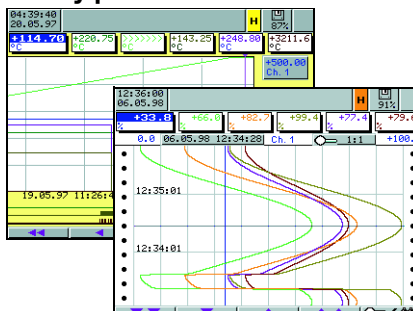 04:39:40
20.05.97
H
87%
+114.70 +220.75 >>>>>>> +143.25 +248.80 +3211.6
°C °C °C °C °C
+500.00
Ch. 1
19.05.97 11:26:4
12:36:00
06.05.98
H
91%
+33.8 +66.0 +82.7 +99.4 +77.4 +79.6
% % % % %
0.0 06.05.98 12:34:28 Ch.1 1:1 +100.
12:35:01
12:34:01